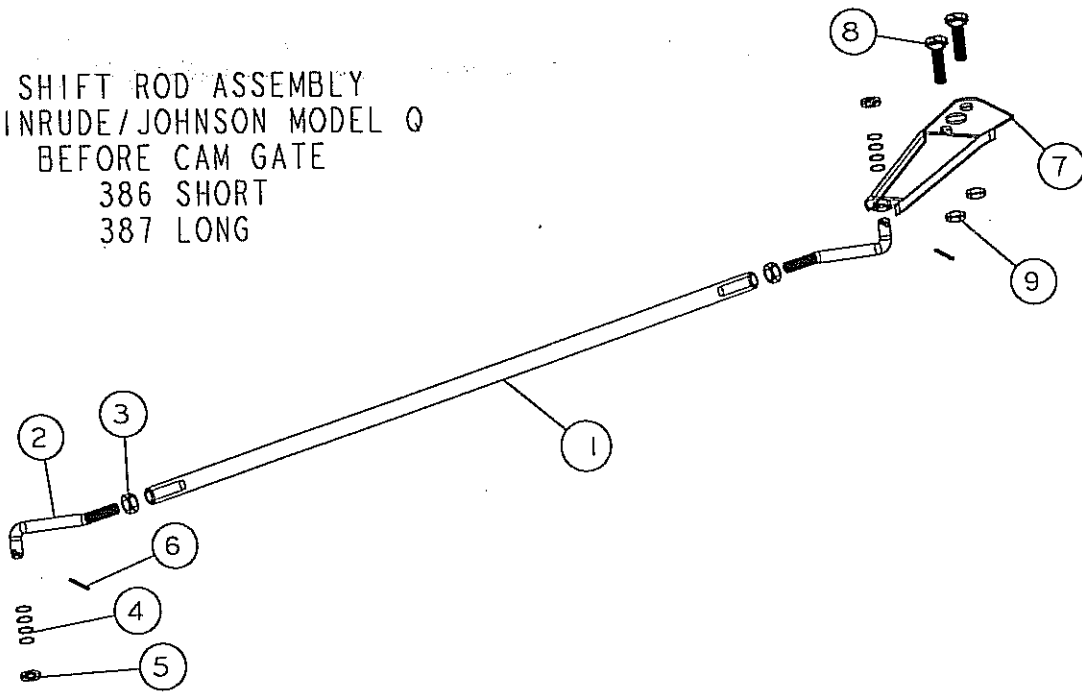 SHIFT ROD ASSEMBLY
INRUDE/JOHNSON MODEL Q
BEFORE CAM GATE
386 SHORT
387 LONG
8
7
9
3
2
1
6
4
5